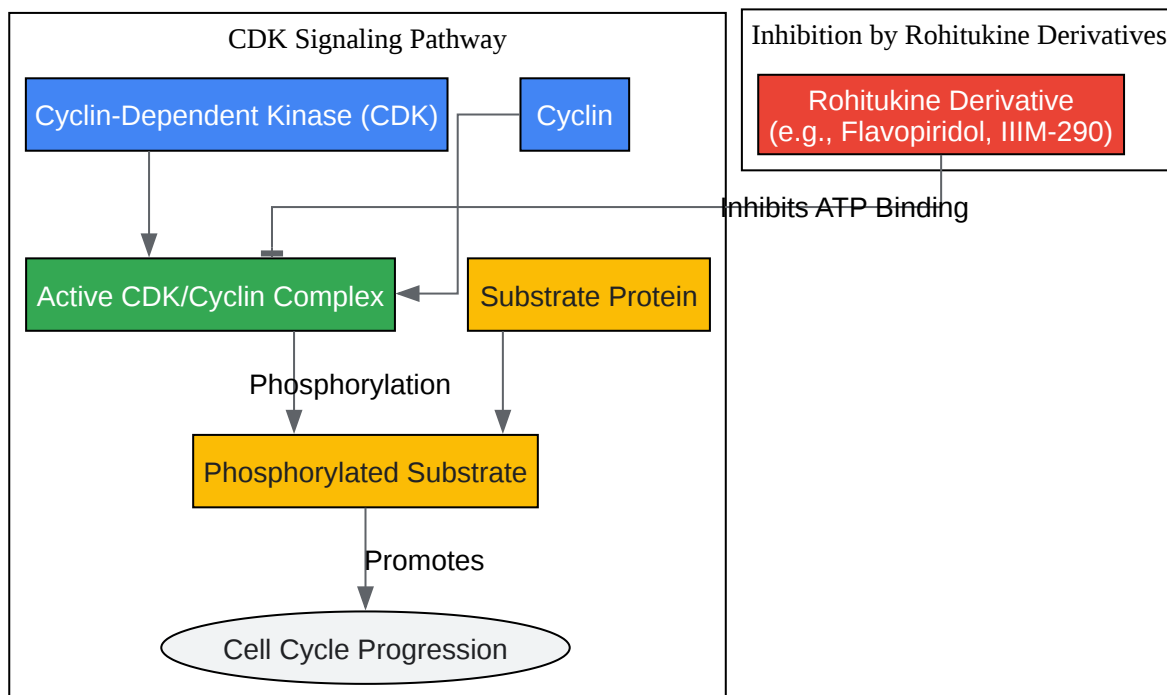 CDK Signaling Pathway
Inhibition by Rohitukine Derivatives
Cyclin-Dependent Kinase (CDK)
Cyclin
Rohitukine Derivative
(e.g., Flavopiridol, IIIM-290)
Inhibits ATP Binding
Active CDK/Cyclin Complex
Substrate Protein
Phosphorylation
Phosphorylated Substrate
Promotes
Cell Cycle Progression